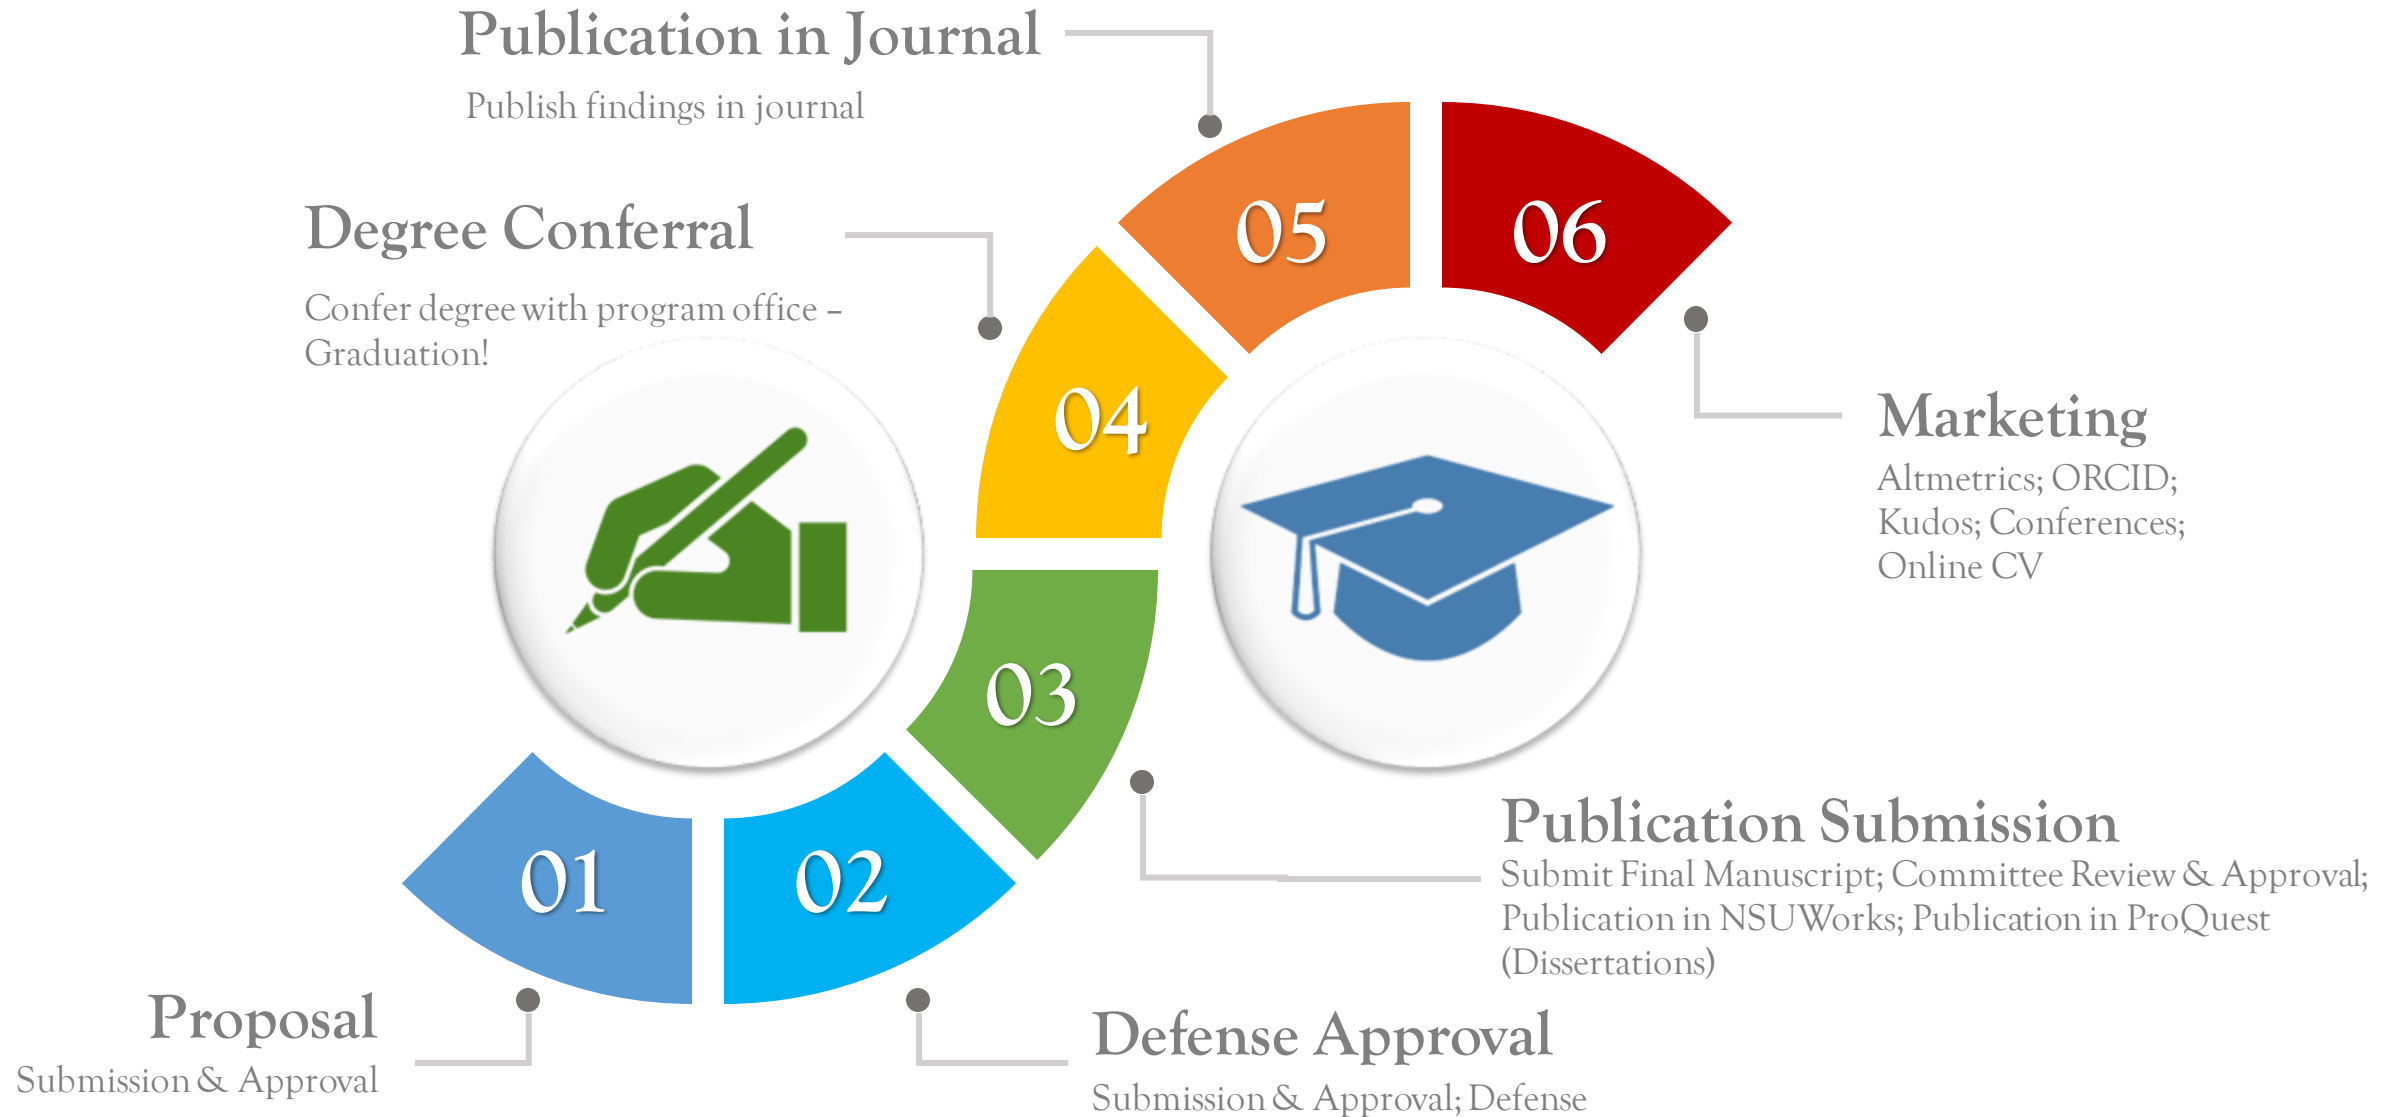 Publication in Journal
Publish findings in journal
05
06
Degree Conferral
Confer degree with program office –
Graduation!
04
Marketing
Altmetrics; ORCID;
Kudos; Conferences;
Online CV
03
Publication Submission
Submit Final Manuscript; Committee Review & Approval;
Publication in NSUWorks; Publication in ProQuest
(Dissertations)
01
02
Proposal
Submission & Approval
Defense Approval
Submission & Approval; Defense